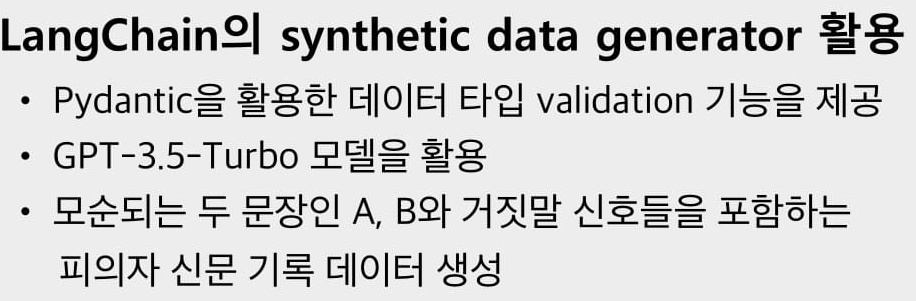 LangChain의 synthetic data generator 활용
• Pydantic을 활용한 데이터 타입 validation 기능을 제공
• GPT-3.5-Turbo 모델을 활용
• 모순되는 두 문장인 A, B와 거짓말 신호들을 포함하는
피의자 신문 기록 데이터 생성